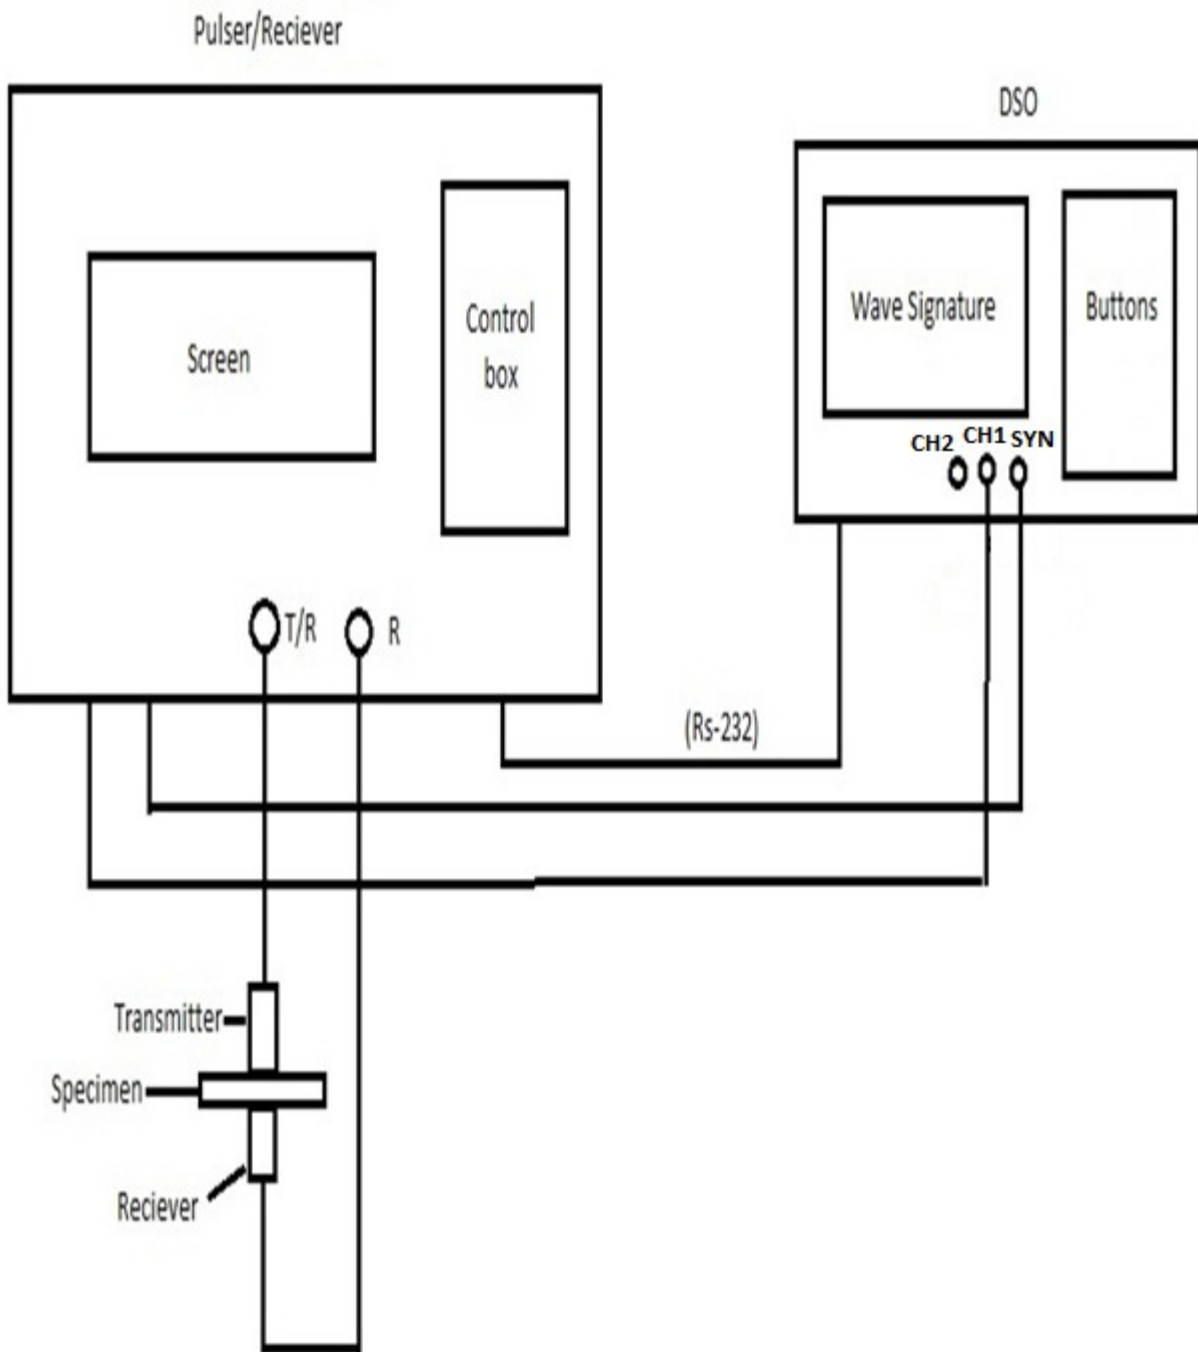 Pulser/Reciever
DSO
Screen
Control
box
Wave Signature
Buttons
CH2 CH1 SYN
T/R
R
(Rs-232)
Transmitter
Specimen
Reciever